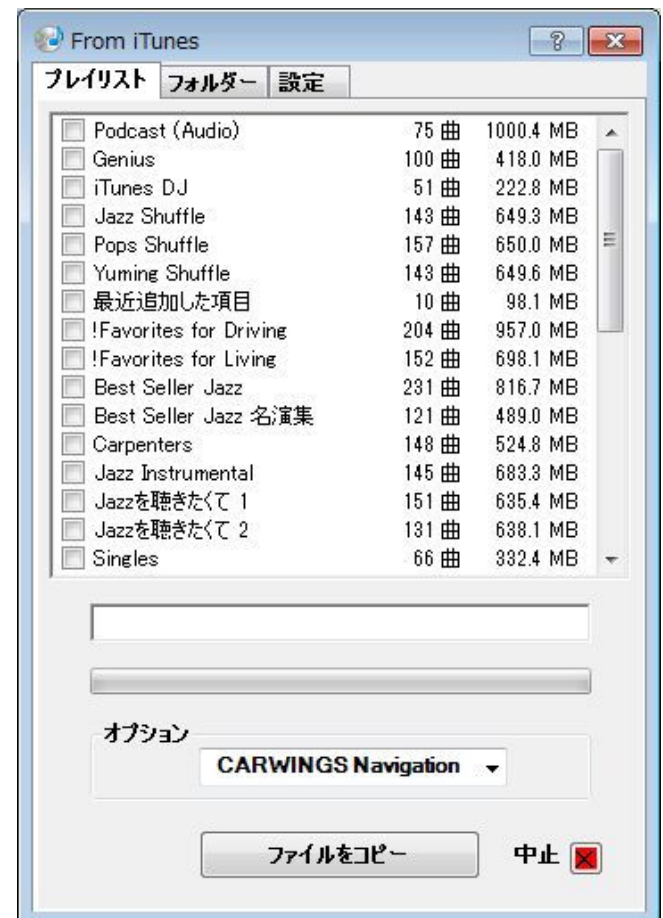 From iTunes
プレイリスト フォルダー 設定
Podcast (Audio) 75 曲 1000.4 MB
Genius 100 曲 418.0 MB
iTunes DJ 51 曲 222.8 MB
Jazz Shuffle 143 曲 649.3 MB
Pops Shuffle 157 曲 650.0 MB
Yuming Shuffle 143 曲 649.6 MB
最近追加した項目 10 曲 98.1 MB
!Favorites for Driving 204 曲 957.0 MB
!Favorites for Living 152 曲 698.1 MB
Best Seller Jazz 231 曲 816.7 MB
Best Seller Jazz 名演集 121 曲 489.0 MB
Carpenters 148 曲 524.8 MB
Jazz Instrumental 145 曲 683.3 MB
Jazzを聴きたくて 1 151 曲 635.4 MB
Jazzを聴きたくて 2 131 曲 638.1 MB
Singles 66 曲 332.4 MB
オプション
CARWINGS Navigation
ファイルをコピー 中止